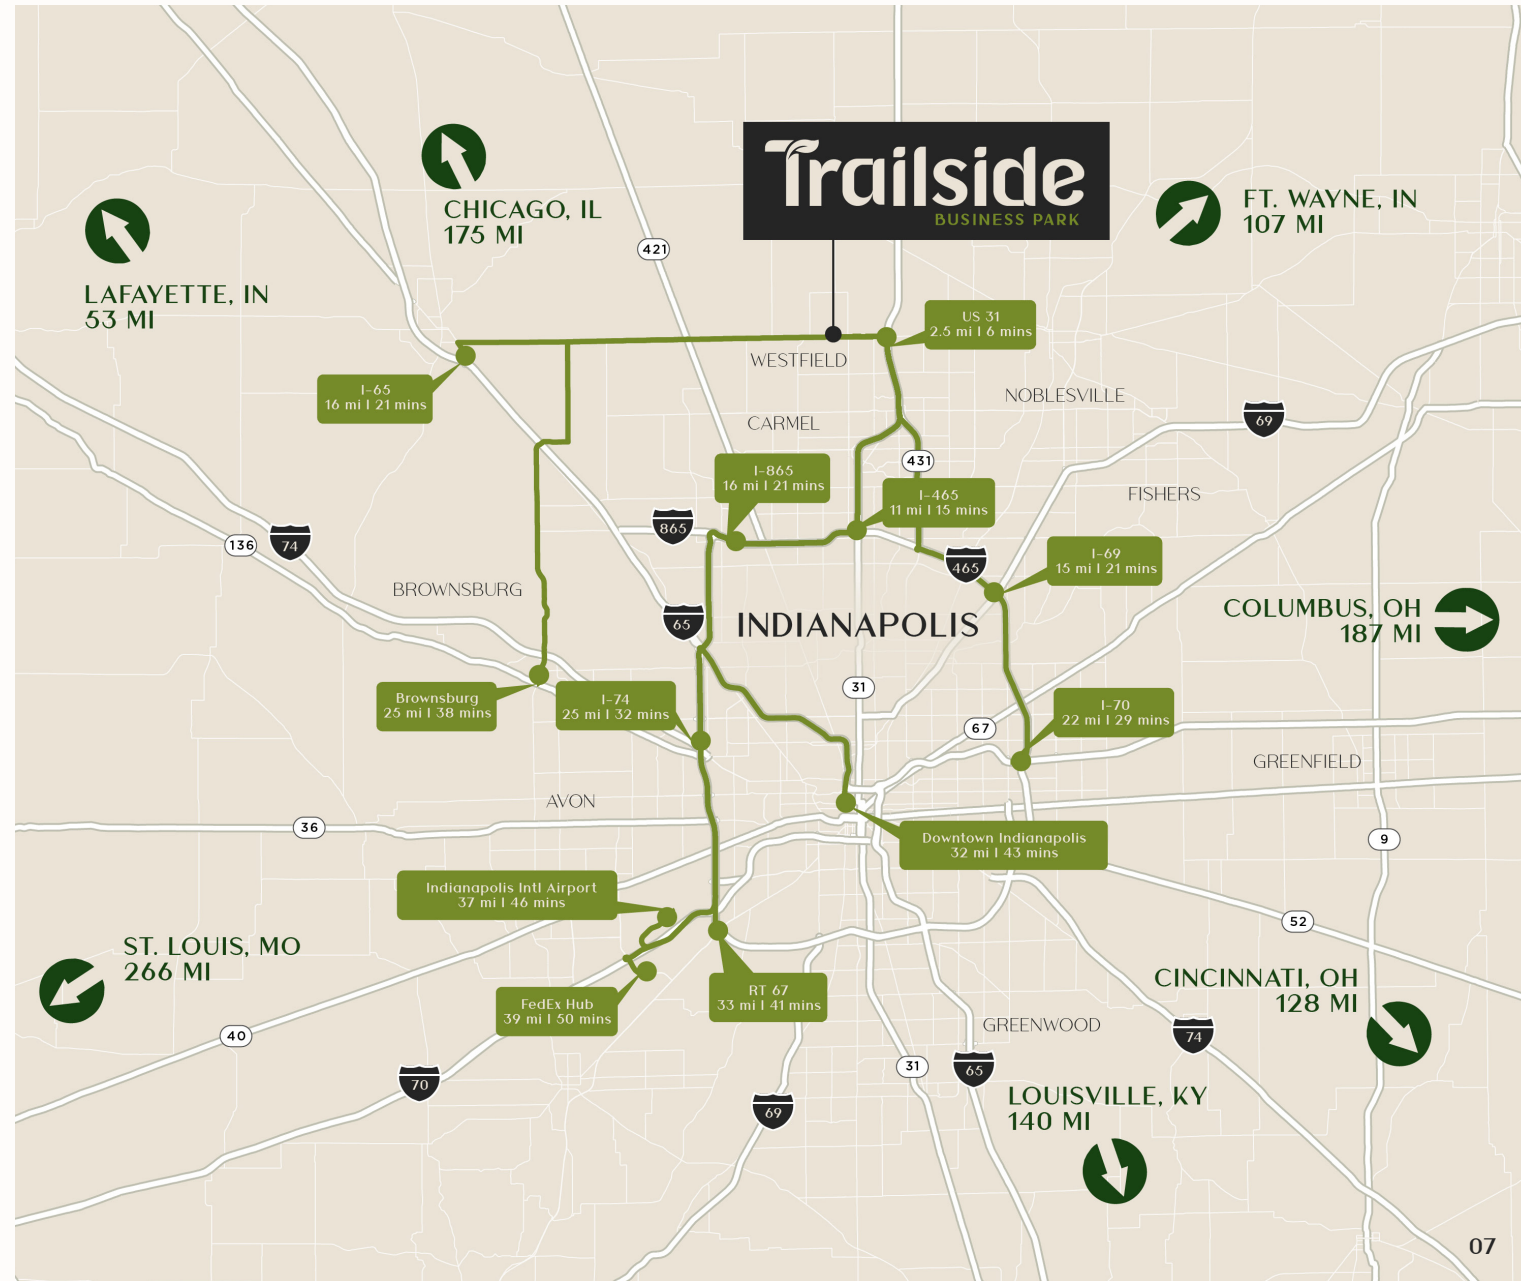 Trailside
BUSINESS PARK
CHICAGO, IL
175 MI
FT. WAYNE, IN
107 MI
LAFAYETTE, IN
53 MI
421
US 31
2.5 mi | 6 mins
WESTFIELD
I-65
16 mi | 21 mins
NOBLESVILLE
CARMEL
69
431
I-865
16 mi | 21 mins
I-465
11 mi | 15 mins
FISHERS
865
136
74
I-69
15 mi | 21 mins
465
BROWNSBURG
65
INDIANAPOLIS
COLUMBUS, OH
187 MI
31
Brownsburg
25 mi | 38 mins
I-74
25 mi | 32 mins
I-70
22 mi | 29 mins
67
GREENFIELD
AVON
36
Downtown Indianapolis
32 mi | 43 mins
9
Indianapolis Intl Airport
37 mi | 46 mins
52
ST. LOUIS, MO
266 MI
CINCINNATI, OH
128 MI
FedEx Hub
39 mi | 50 mins
RT 67
33 mi | 41 mins
GREENWOOD
40
74
31
65
70
69
LOUISVILLE, KY
140 MI
07